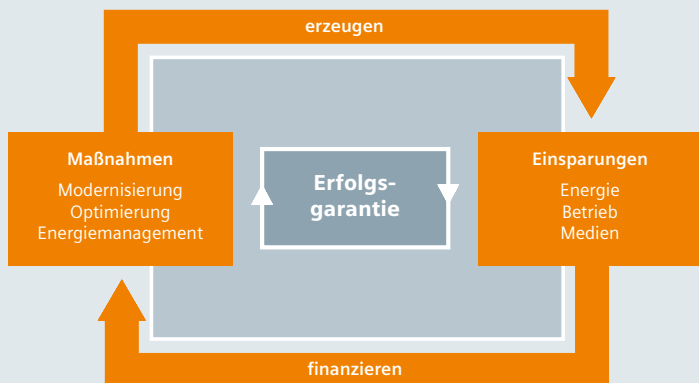 erzeugen
Maßnahmen
Modernisierung
Optimierung
Energiemanagement
Erfolgs-
garantie
Einsparungen
Energie
Betrieb
Medien
finanzieren